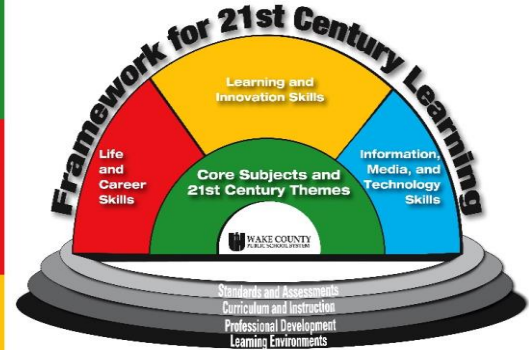 Framework for 21st Century Learning
Learning and
Innovation Skills
Life
and
Career
Skills
Core Subjects and
21st Century Themes
Information,
Media, and
Technology
Skills
WAKE COUNTY
PUBLIC SCHOOL SYSTEM
Standards and Assessments
Curriculum and Instruction
Professional Development
Learning Environments